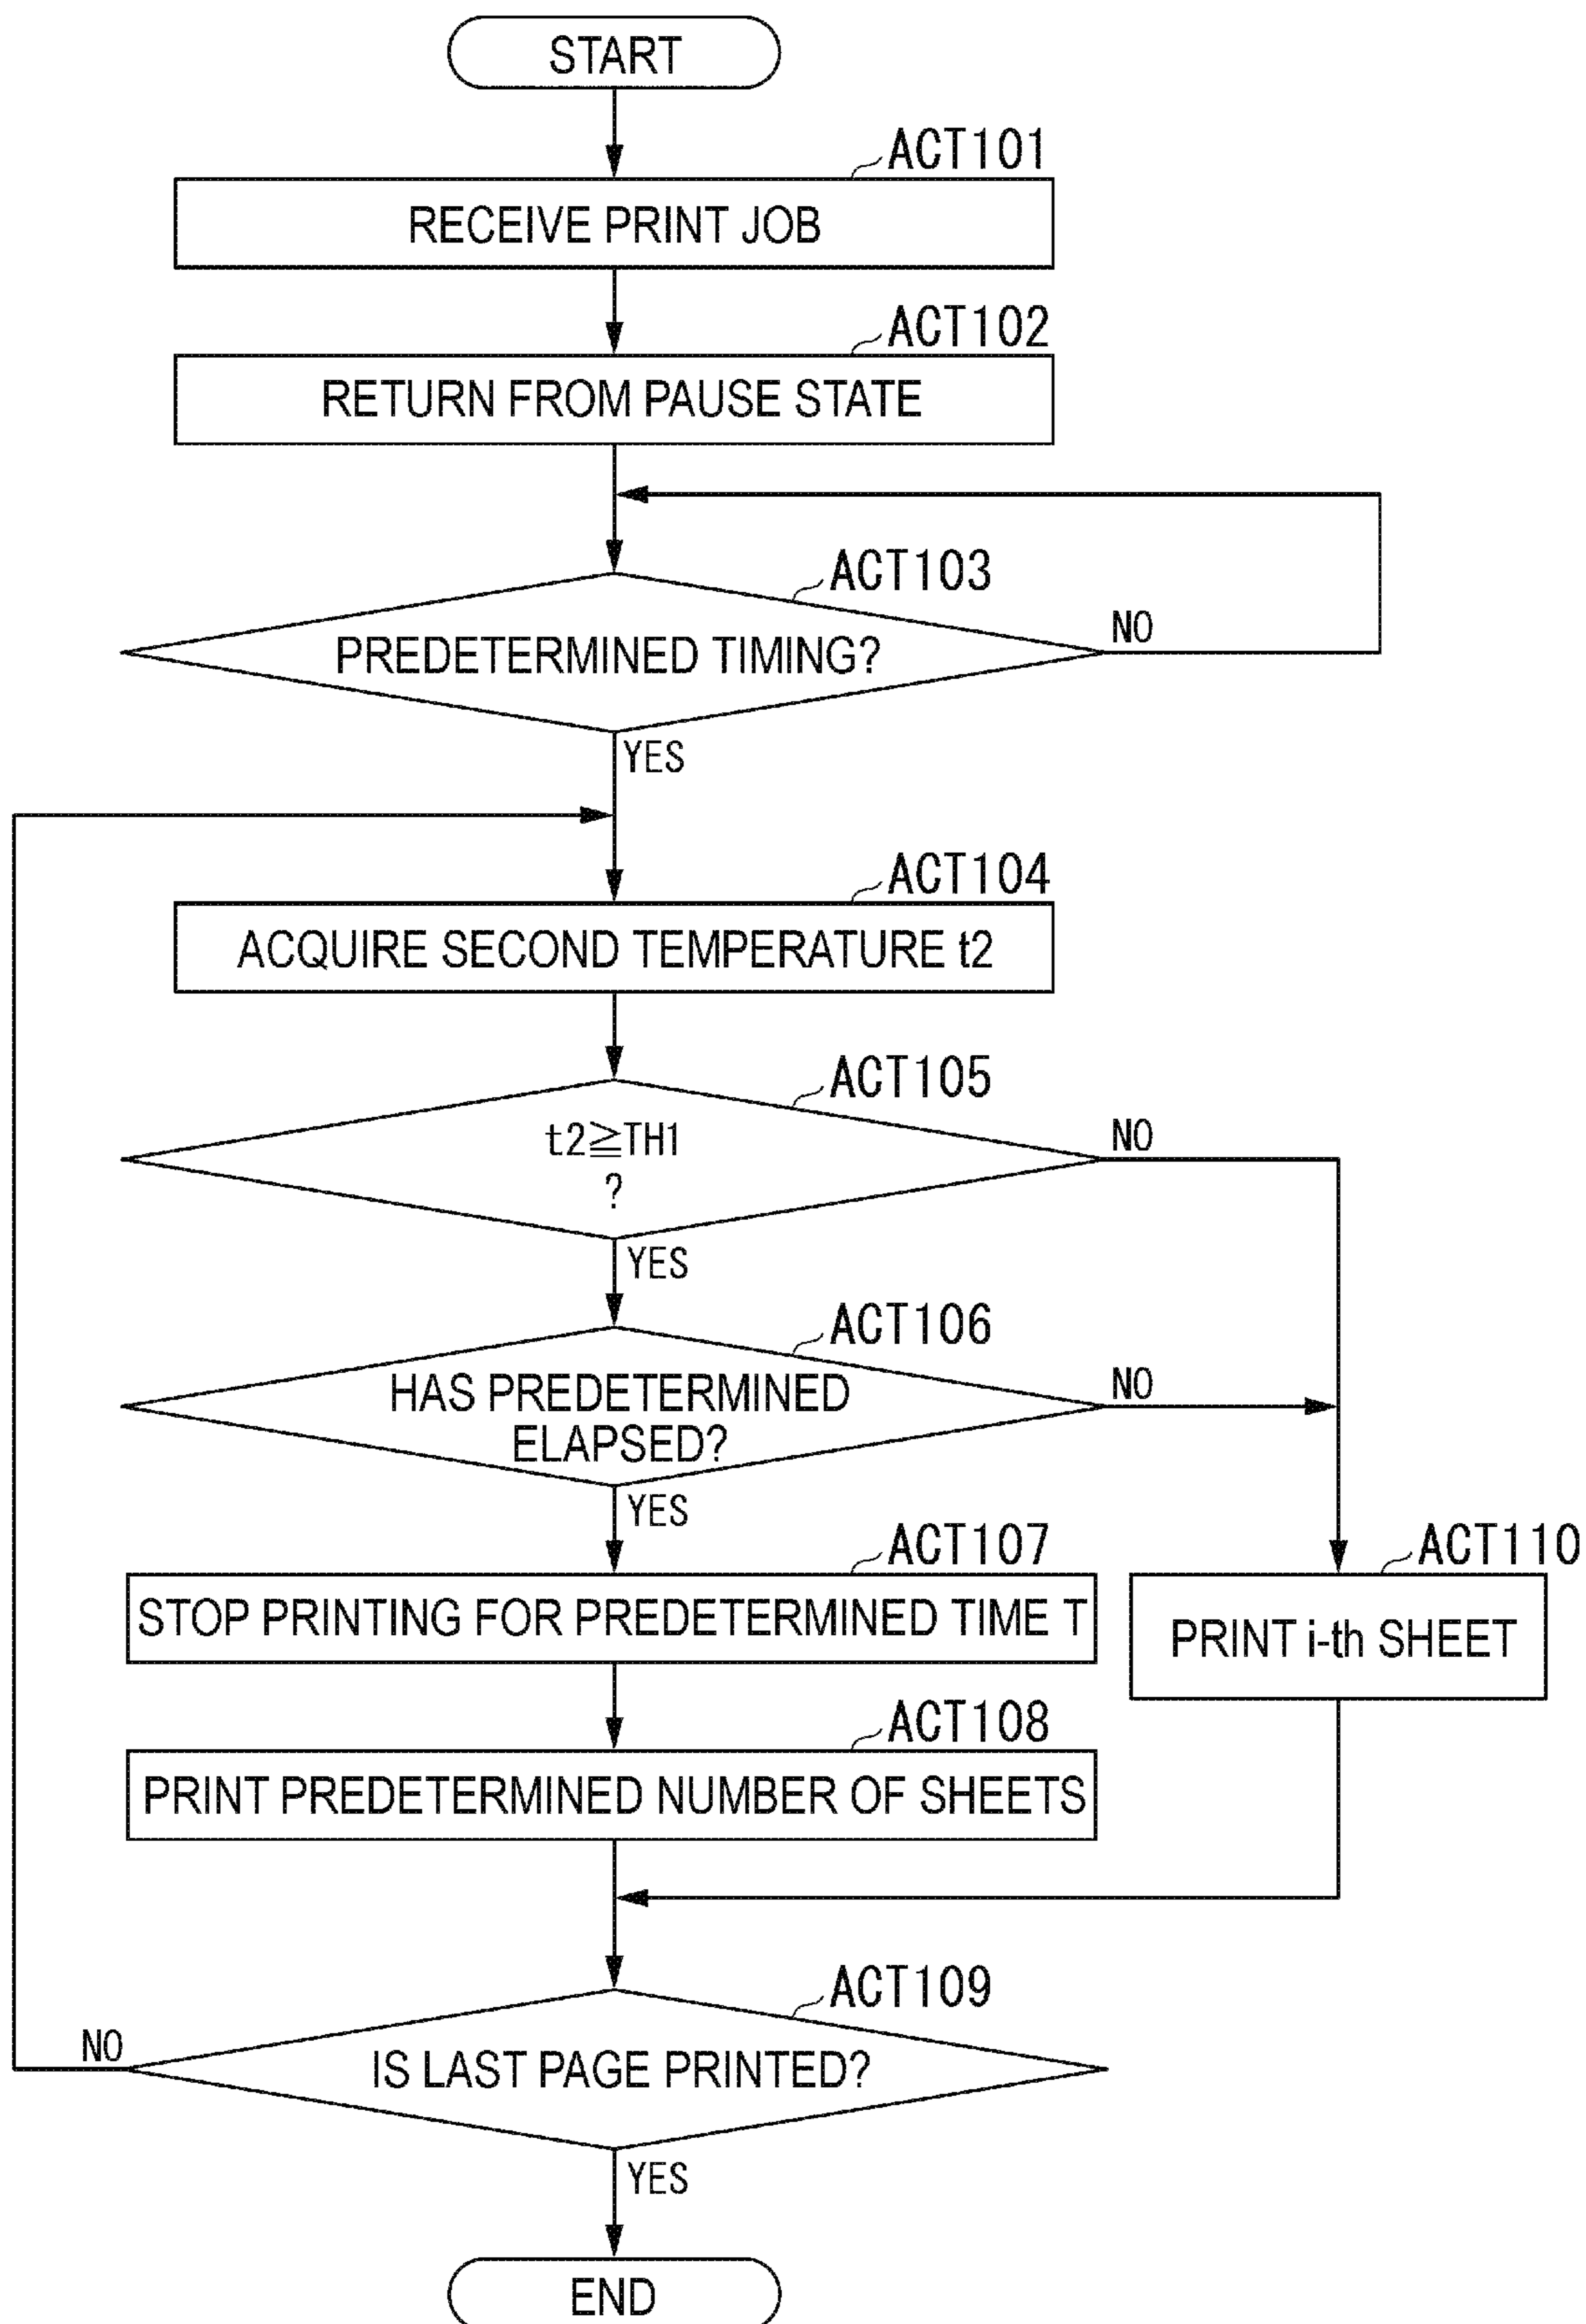 START
ACT101
RECEIVE PRINT JOB
ACT102
RETURN FROM PAUSE STATE
ACT103
PREDETERMINED TIMING?
NO
YES
ACT104
ACQUIRE SECOND TEMPERATURE t2
ACT105
t2≧TH1
?
NO
YES
ACT106
HAS PREDETERMINED
ELAPSED?
NO
YES
ACT107
STOP PRINTING FOR PREDETERMINED TIME T
ACT110
PRINT i-th SHEET
ACT108
PRINT PREDETERMINED NUMBER OF SHEETS
ACT109
IS LAST PAGE PRINTED?
NO
YES
END